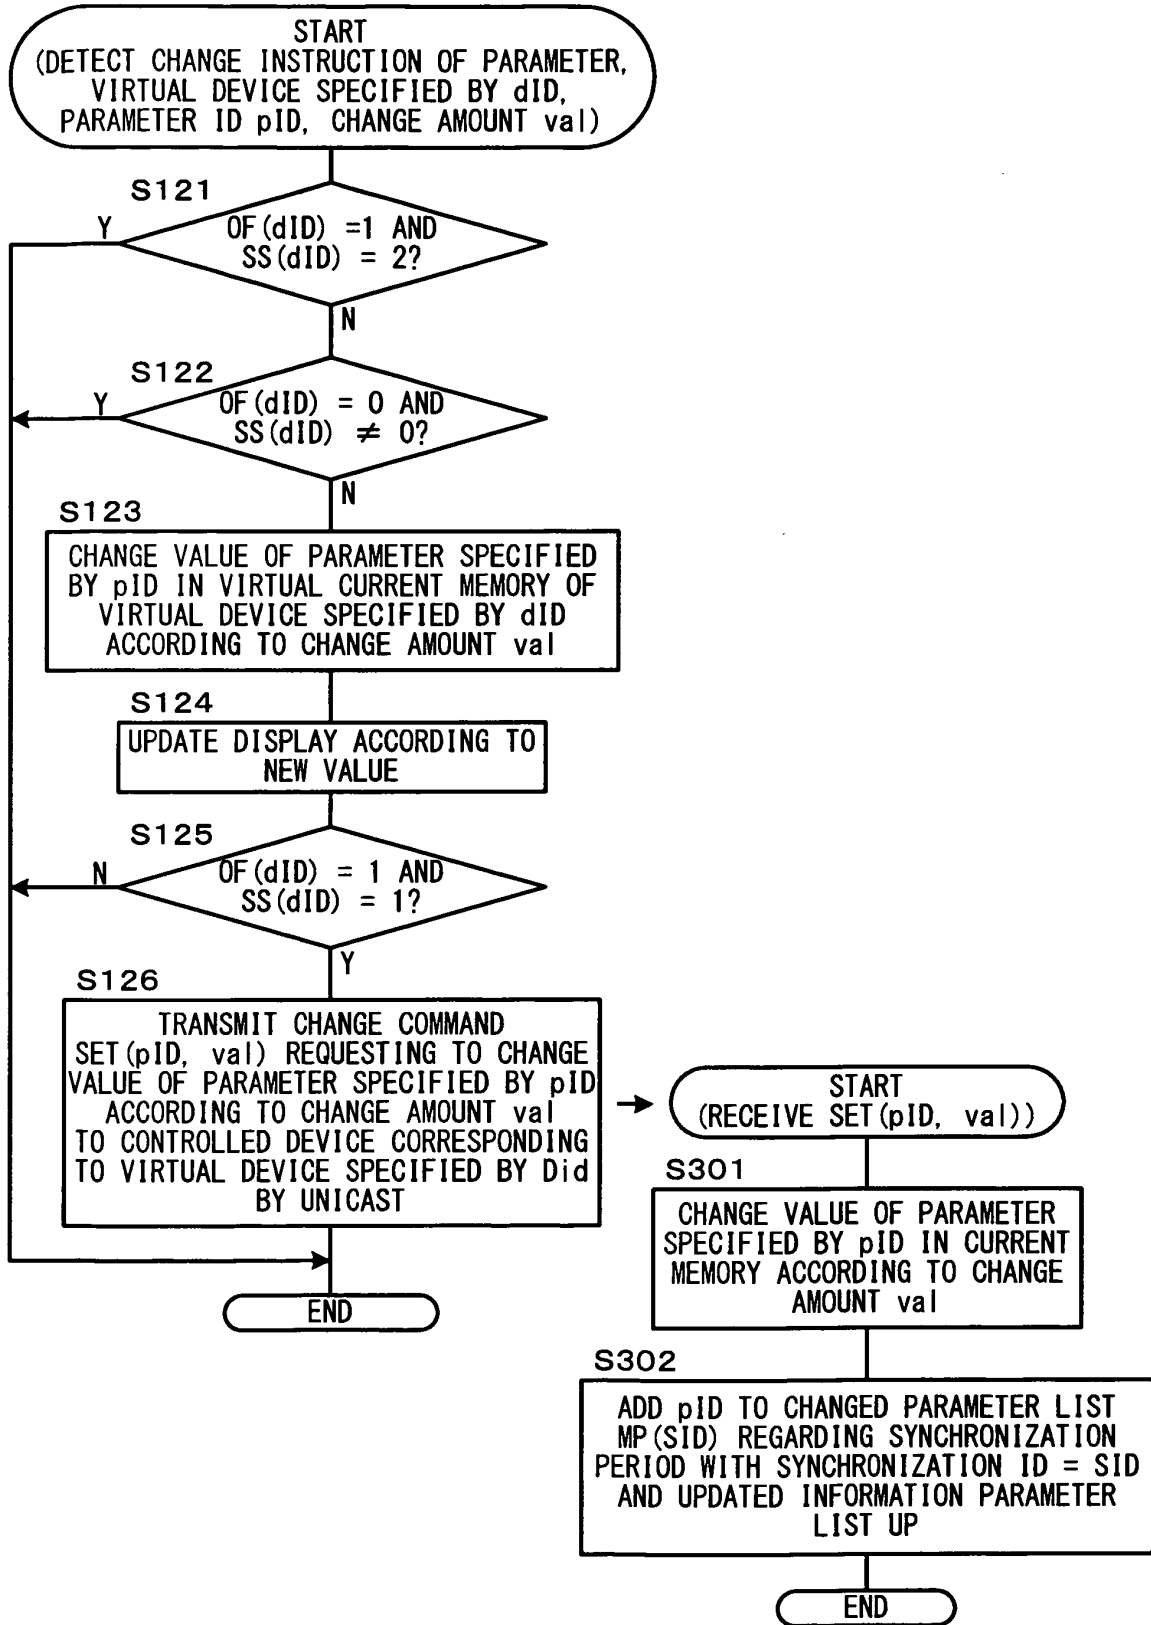 START
(DETECT CHANGE INSTRUCTION OF PARAMETER,
VIRTUAL DEVICE SPECIFIED BY dID,
PARAMETER ID pID, CHANGE AMOUNT val)
S121
Y
OF(dID) =1 AND
SS(dID) = 2?
N
S122
Y
OF(dID) = 0 AND
SS(dID) ≠ 0?
N
S123
CHANGE VALUE OF PARAMETER SPECIFIED
BY pID IN VIRTUAL CURRENT MEMORY OF
VIRTUAL DEVICE SPECIFIED BY dID
ACCORDING TO CHANGE AMOUNT val
S124
UPDATE DISPLAY ACCORDING TO
NEW VALUE
S125
N
OF(dID) = 1 AND
SS(dID) = 1?
Y
S126
TRANSMIT CHANGE COMMAND
SET(pID, val) REQUESTING TO CHANGE
VALUE OF PARAMETER SPECIFIED BY pID
ACCORDING TO CHANGE AMOUNT val
TO CONTROLLED DEVICE CORRESPONDING
TO VIRTUAL DEVICE SPECIFIED BY Did
BY UNICAST
END
START
(RECEIVE SET(pID, val))
S301
CHANGE VALUE OF PARAMETER
SPECIFIED BY pID IN CURRENT
MEMORY ACCORDING TO CHANGE
AMOUNT val
S302
ADD pID TO CHANGED PARAMETER LIST
MP(SID) REGARDING SYNCHRONIZATION
PERIOD WITH SYNCHRONIZATION ID = SID
AND UPDATED INFORMATION PARAMETER
LIST UP
END